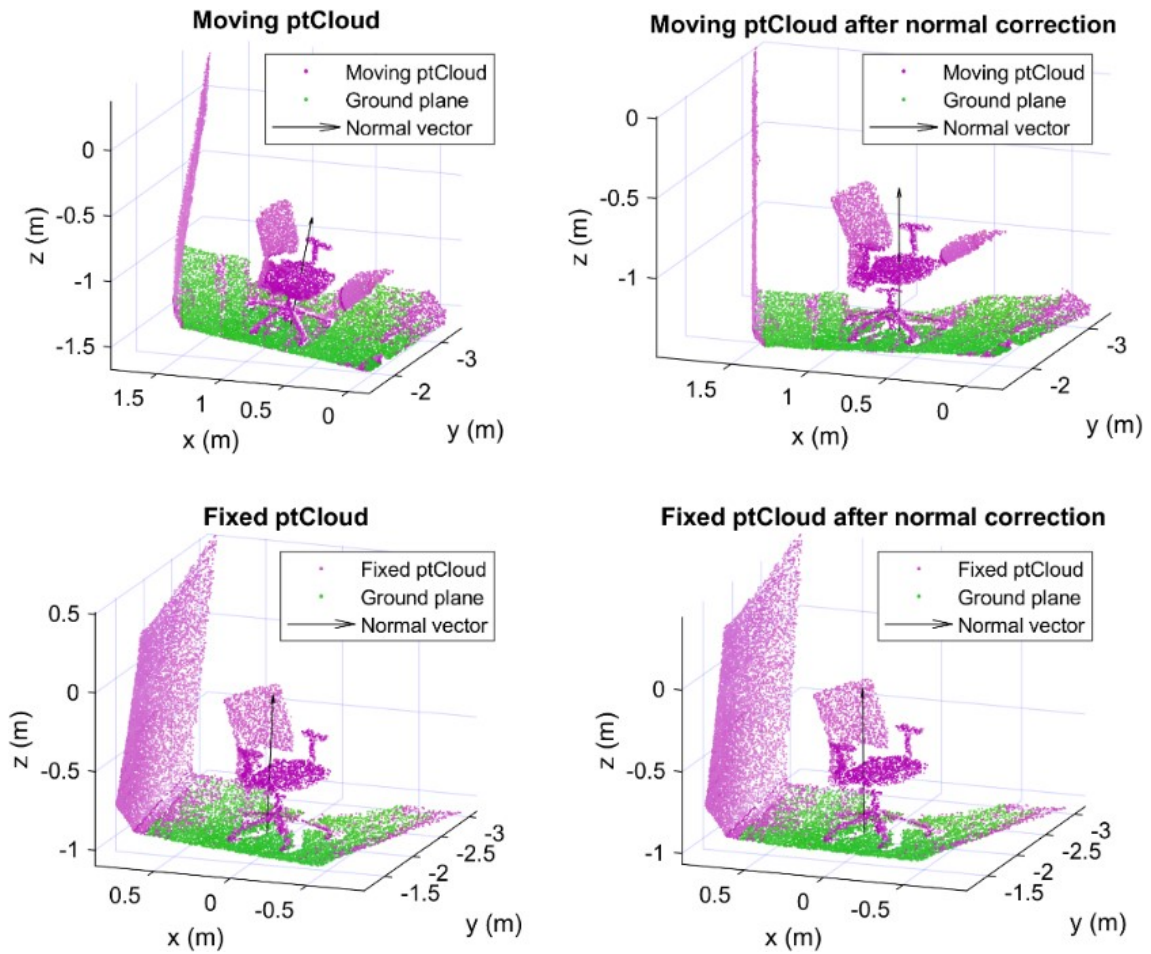 Moving ptCloud
Moving ptCloud
Ground plane
Normal vector
0
-0.5
-1
-1.5
z (m)
1.5
1
0.5
0
x (m)
-3
-2
y (m)
Moving ptCloud after normal correction
Moving ptCloud
Ground plane
Normal vector
0
-0.5
-1
z (m)
1.5
1
0.5
0
x (m)
-3
-2
y (m)
Fixed ptCloud
Fixed ptCloud
Ground plane
Normal vector
0.5
0
-0.5
-1
z (m)
0.5
0
-0.5
x (m)
-3
-2.5
-2
-1.5
y (m)
Fixed ptCloud after normal correction
Fixed ptCloud
Ground plane
Normal vector
0
-0.5
-1
z (m)
0.5
0
-0.5
x (m)
-3
-2.5
-2
-1.5
y (m)